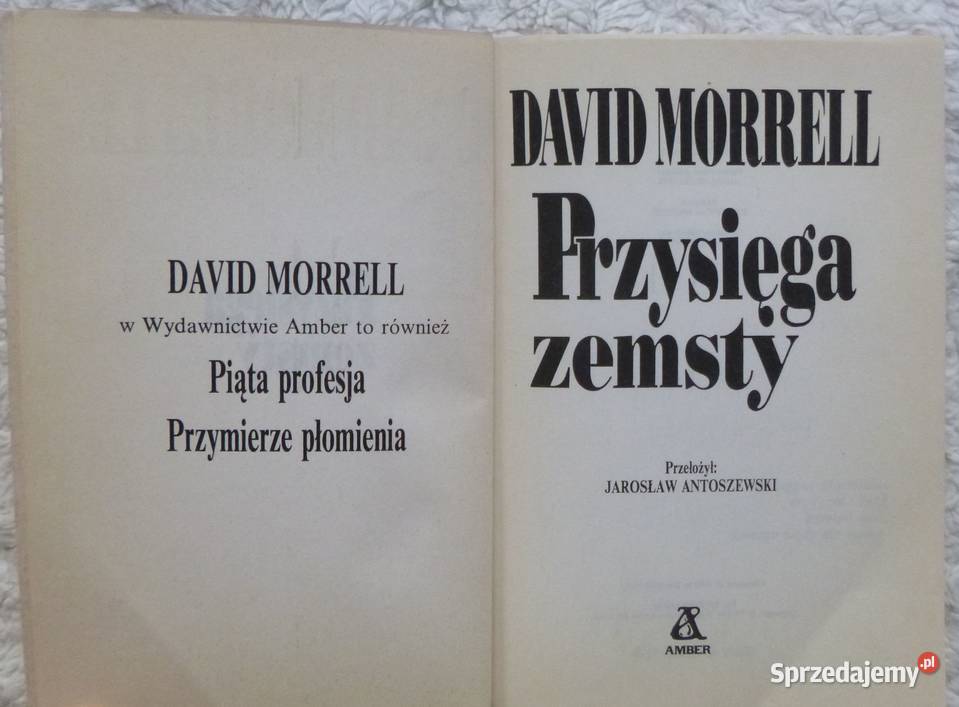 DAVID MORRELL
w Wydawnictwie Amber to również
Piąta profesja
Przymierze płomienia
DAVID MORRELL
Przysięga
zemsty
Przełożył:
JAROSŁAW ANTOSZEWSKI
AMBER
Sprzedajemy.pl